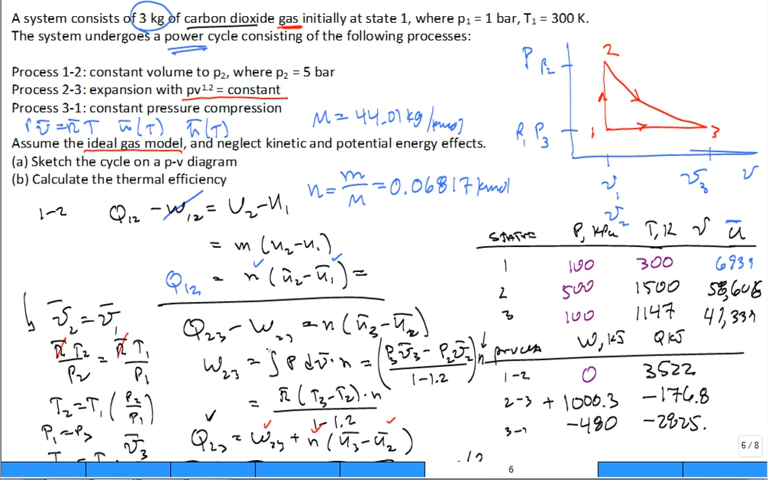 A system consists of 3 kg of carbon dioxide gas initially at state 1, where p1 = 1 bar, T1 = 300 K.
The system undergoes a power cycle consisting of the following processes:
Process 1-2: constant volume to p2, where p2 = 5 bar
Process 2-3: expansion with pv^1.2 = constant
Process 3-1: constant pressure compression
P v̄ = R̄ T ū(T) h̄(T)
M = 44.01 kg/kmol
Assume the ideal gas model, and neglect kinetic and potential energy effects.
(a) Sketch the cycle on a p-v diagram
(b) Calculate the thermal efficiency
n = m/M = 0.06817 kmol
P P2 2
P1 P3 1 3
v1 v2 v3 v
1-2 Q12 - W12 = U2 - U1
= m (u2 - u1)
Q12 = n (ū2 - ū1) =
v̄2 = v̄1
R̄ T2 / P2 = R̄ T1 / P1
T2 = T1 (P2/P1)
P1 = P3
v̄3
Q23 - W23 = n (ū3 - ū2)
W23 = ∫ P dv̄ · n = (P3 v̄3 - P2 v̄2 / 1-1.2) n
= R̄ (T3 - T2) · n / 1-1.2
Q23 = W23 + n (ū3 - ū2)
STATE P, kPa T, K v ū
1 100 300 6939
2 500 1500 58,606
3 100 1147 41,339
process W, kJ Q kJ
1-2 0 3522
2-3 +1000.3 -176.8
3-1 -480 -2825.
6/8
6